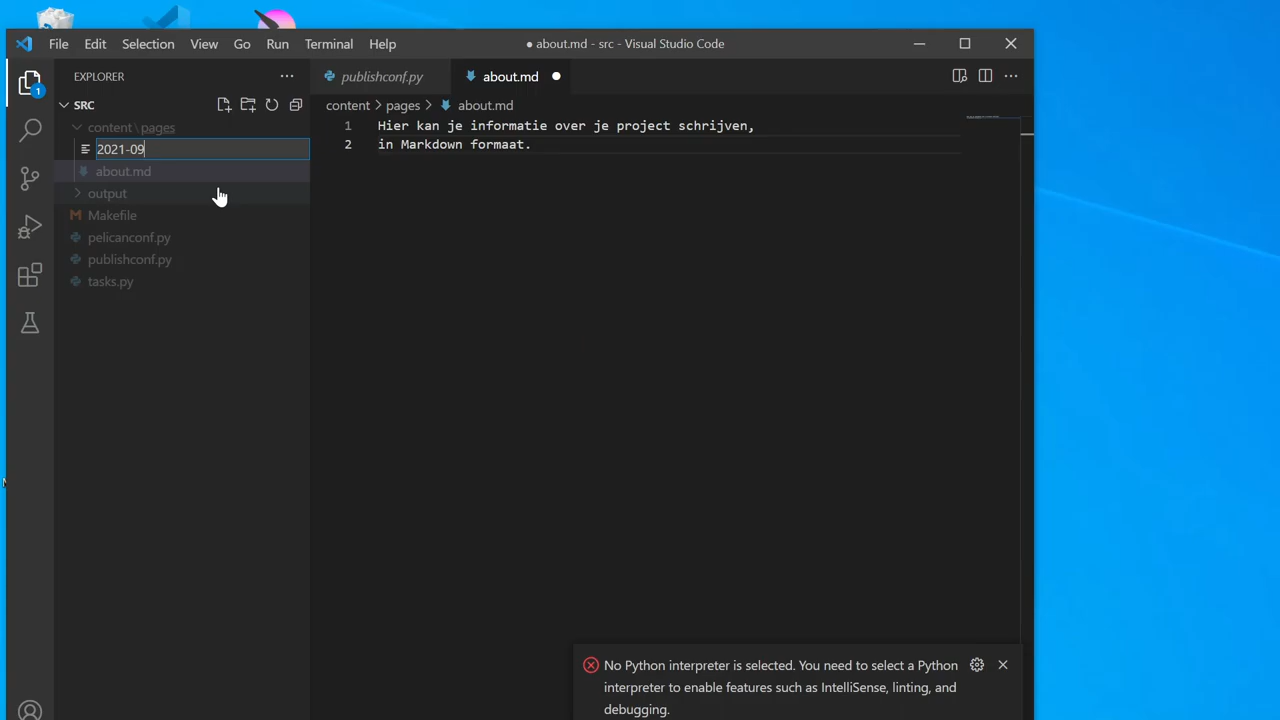 File Edit Selection View Go Run Terminal Help
● about.md - src - Visual Studio Code
EXPLORER
publishconf.py
about.md
1
SRC
content > pages > about.md
content \ pages
1 Hier kan je informatie over je project schrijven,
2021-09
2 in Markdown formaat.
about.md
output
Makefile
pelicanconf.py
publishconf.py
tasks.py
No Python interpreter is selected. You need to select a Python
interpreter to enable features such as IntelliSense, linting, and
debugging.